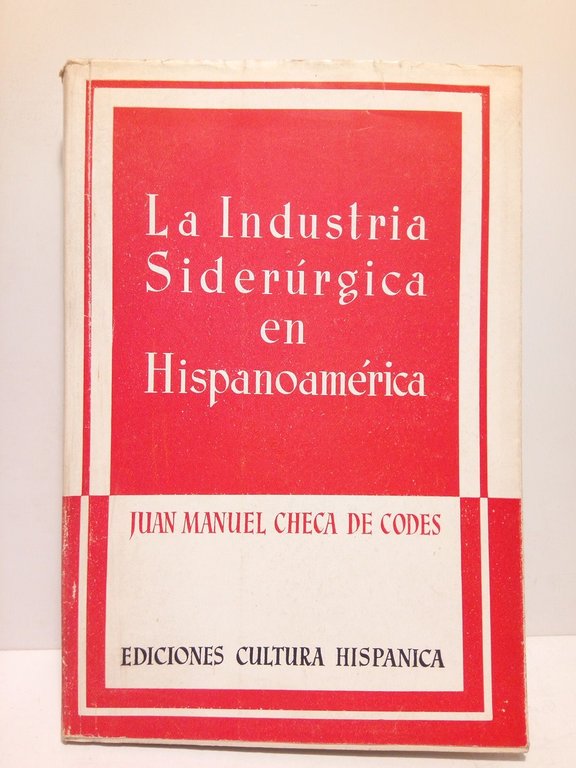 La Industria
Siderúrgica
en
Hispanoamérica
JUAN MANUEL CHECA DE CODES
EDICIONES CULTURA HISPANICA